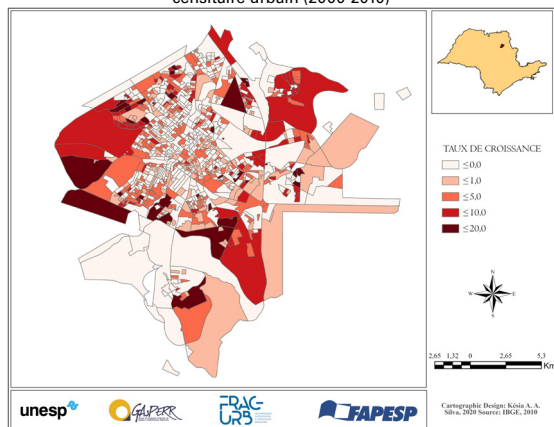 censitaire urbain (2000-2010)
TAUX DE CROISSANCE
≤0,0
≤1,0
≤5,0
≤10,0
≤20,0
N
W
E
S
2,65 1,32 0 2,65 5,3
Km
unesp
GAsPERR
FRAG-
URB
FAPESP
Cartographic Design: Késia A. A.
Silva, 2020 Source: IBGE, 2010